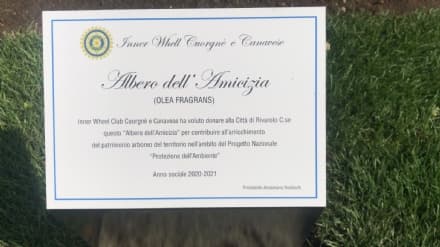 Inner Whell Cuorgnè e Canavese
Albero dell'Amicizia
(OLEA FRAGRANS)
Inner Wheel Club Cuorgnè e Canavese ha voluto donare alla Città di Rivarolo C.se
questo "Albero dell'Amicizia" per contribuire all'arricchimento
del patrimonio arboreo del territorio nell'ambito del Progetto Nazionale
"Protezione dell'Ambiente"
Anno sociale 2020-2021
Presidente